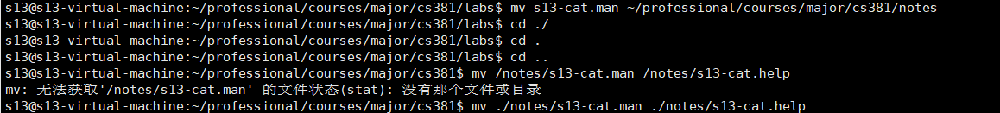 s13@s13-virtual-machine:~/professional/courses/major/cs381/labs$ mv s13-cat.man ~/professional/courses/major/cs381/notes
s13@s13-virtual-machine:~/professional/courses/major/cs381/labs$ cd ./
s13@s13-virtual-machine:~/professional/courses/major/cs381/labs$ cd .
s13@s13-virtual-machine:~/professional/courses/major/cs381/labs$ cd ..
s13@s13-virtual-machine:~/professional/courses/major/cs381$ mv /notes/s13-cat.man /notes/s13-cat.help
mv: 无法获取'/notes/s13-cat.man' 的文件状态(stat): 没有那个文件或目录
s13@s13-virtual-machine:~/professional/courses/major/cs381$ mv ./notes/s13-cat.man ./notes/s13-cat.help